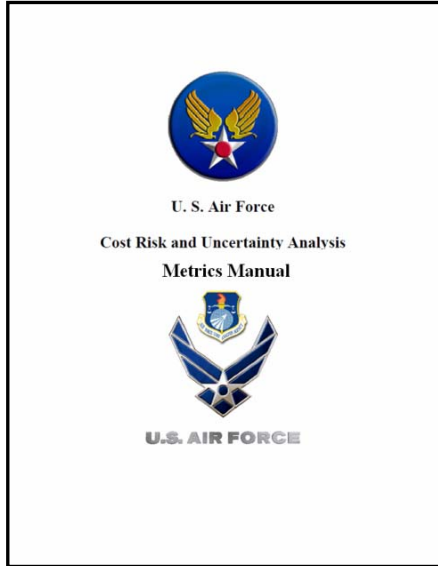 U. S. Air Force
Cost Risk and Uncertainty Analysis
Metrics Manual
U.S. AIR FORCE